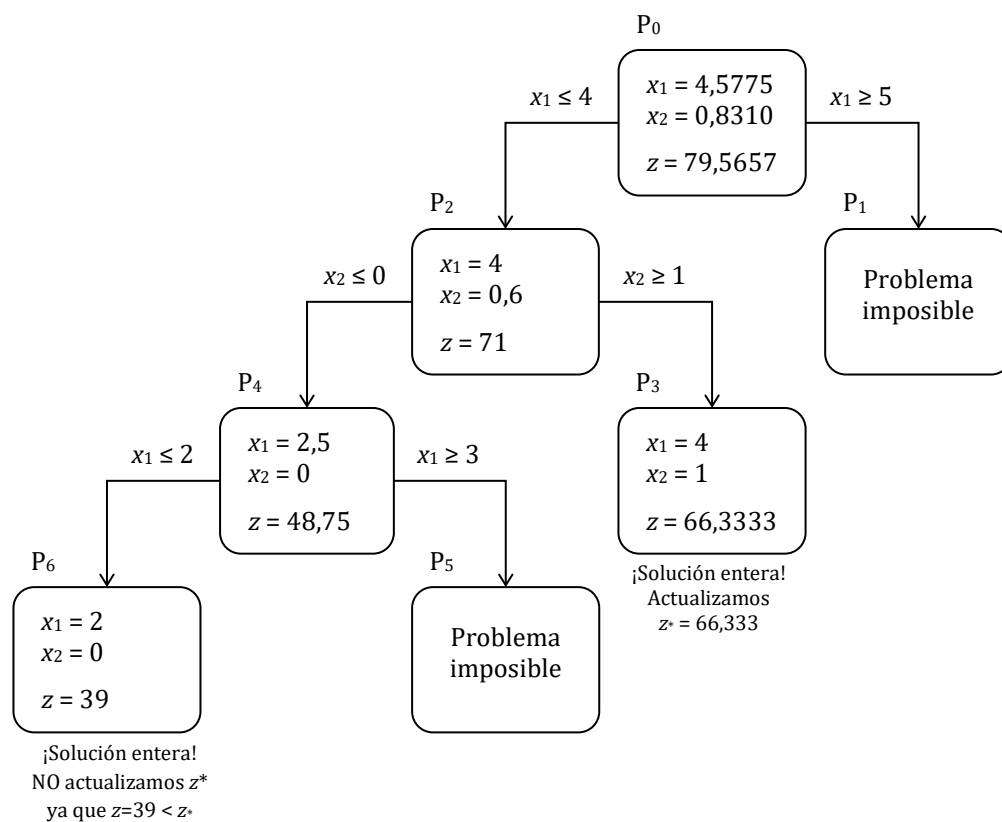 P0
x1 = 4,5775
x2 = 0,8310
z = 79,5657
x1 ≤ 4
x1 ≥ 5
P2
x1 = 4
x2 = 0,6
z = 71
P1
Problema
imposible
x2 ≤ 0
x2 ≥ 1
P4
x1 = 2,5
x2 = 0
z = 48,75
P3
x1 = 4
x2 = 1
z = 66,3333
¡Solución entera!
Actualizamos
z* = 66,333
x1 ≤ 2
x1 ≥ 3
P6
x1 = 2
x2 = 0
z = 39
¡Solución entera!
NO actualizamos z*
ya que z=39 < z*
P5
Problema
imposible